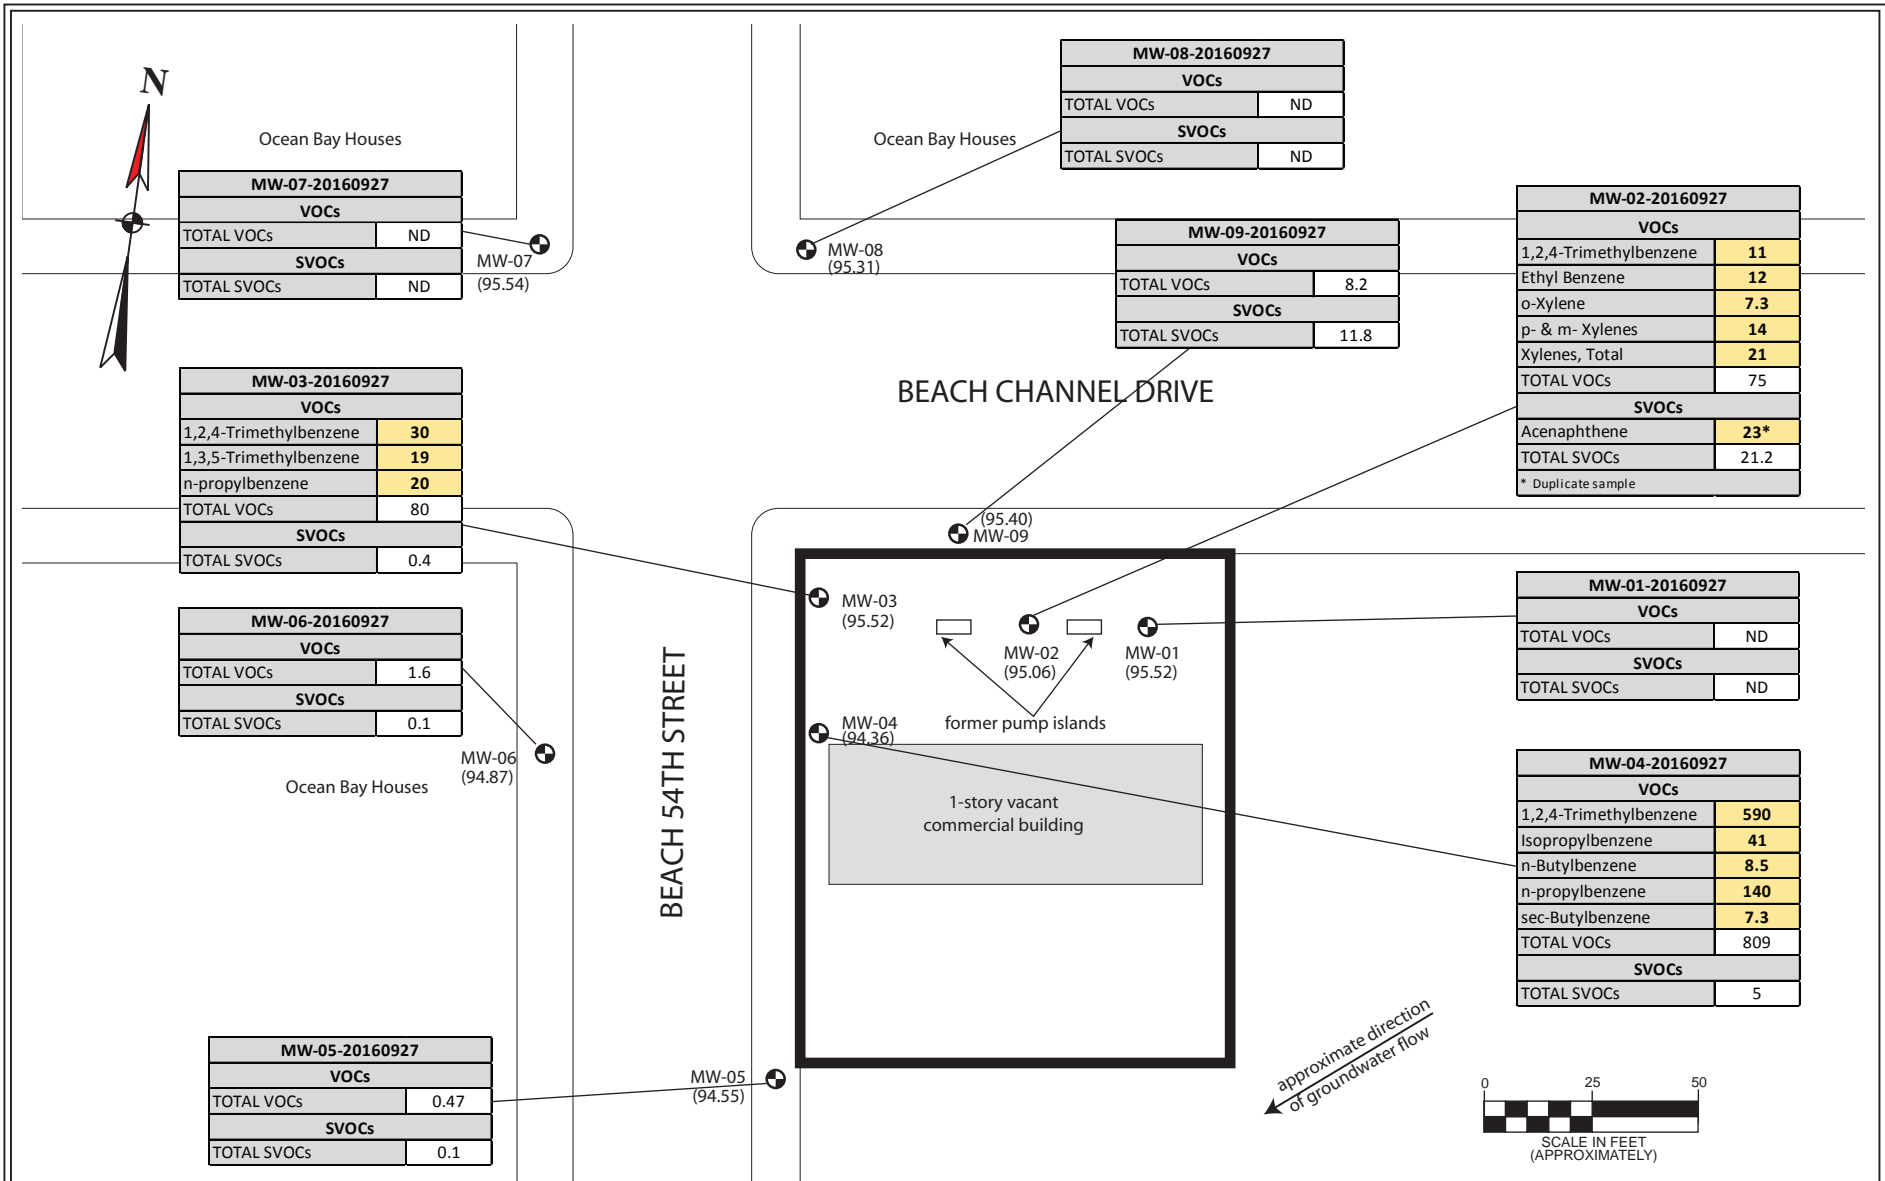 N
Ocean Bay Houses
Ocean Bay Houses
MW-08-20160927
VOCs
TOTAL VOCs ND
SVOCs
TOTAL SVOCs ND
MW-07-20160927
VOCs
TOTAL VOCs ND
SVOCs
TOTAL SVOCs ND
MW-07
(95.54)
MW-08
(95.31)
MW-09-20160927
VOCs
TOTAL VOCs 8.2
SVOCs
TOTAL SVOCs 11.8
MW-02-20160927
VOCs
1,2,4-Trimethylbenzene 11
Ethyl Benzene 12
o-Xylene 7.3
p- & m- Xylenes 14
Xylenes, Total 21
TOTAL VOCs 75
SVOCs
Acenaphthene 23*
TOTAL SVOCs 21.2
* Duplicate sample
BEACH CHANNEL DRIVE
MW-03-20160927
VOCs
1,2,4-Trimethylbenzene 30
1,3,5-Trimethylbenzene 19
n-propylbenzene 20
TOTAL VOCs 80
SVOCs
TOTAL SVOCs 0.4
(95.40)
MW-09
MW-03
(95.52)
MW-02
(95.06)
MW-01
(95.52)
MW-01-20160927
VOCs
TOTAL VOCs ND
SVOCs
TOTAL SVOCs ND
MW-06-20160927
VOCs
TOTAL VOCs 1.6
SVOCs
TOTAL SVOCs 0.1
MW-06
(94.87)
Ocean Bay Houses
BEACH 54TH STREET
MW-04
(94.36)
former pump islands
1-story vacant
commercial building
MW-04-20160927
VOCs
1,2,4-Trimethylbenzene 590
Isopropylbenzene 41
n-Butylbenzene 8.5
n-propylbenzene 140
sec-Butylbenzene 7.3
TOTAL VOCs 809
SVOCs
TOTAL SVOCs 5
MW-05-20160927
VOCs
TOTAL VOCs 0.47
SVOCs
TOTAL SVOCs 0.1
MW-05
(94.55)
approximate direction
of groundwater flow
0 25 50
SCALE IN FEET
(APPROXIMATELY)